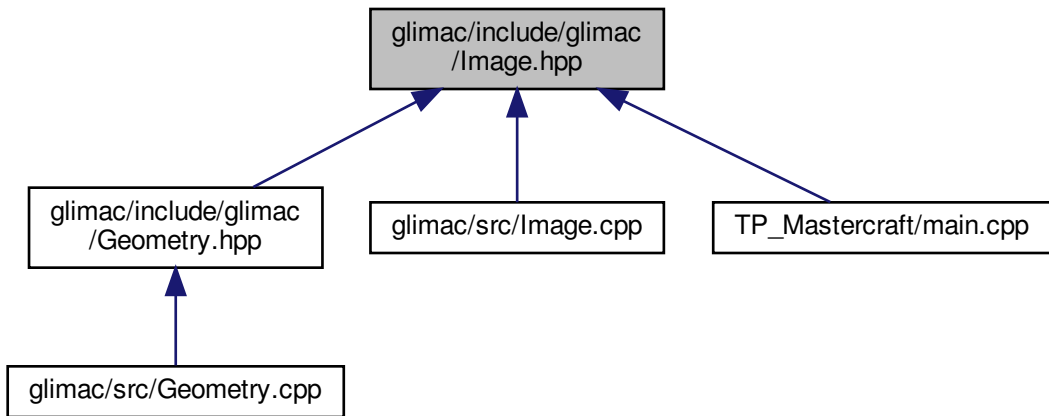 glimac/include/glimac
/Image.hpp
glimac/include/glimac
/Geometry.hpp
glimac/src/Image.cpp
TP_Mastercraft/main.cpp
glimac/src/Geometry.cpp